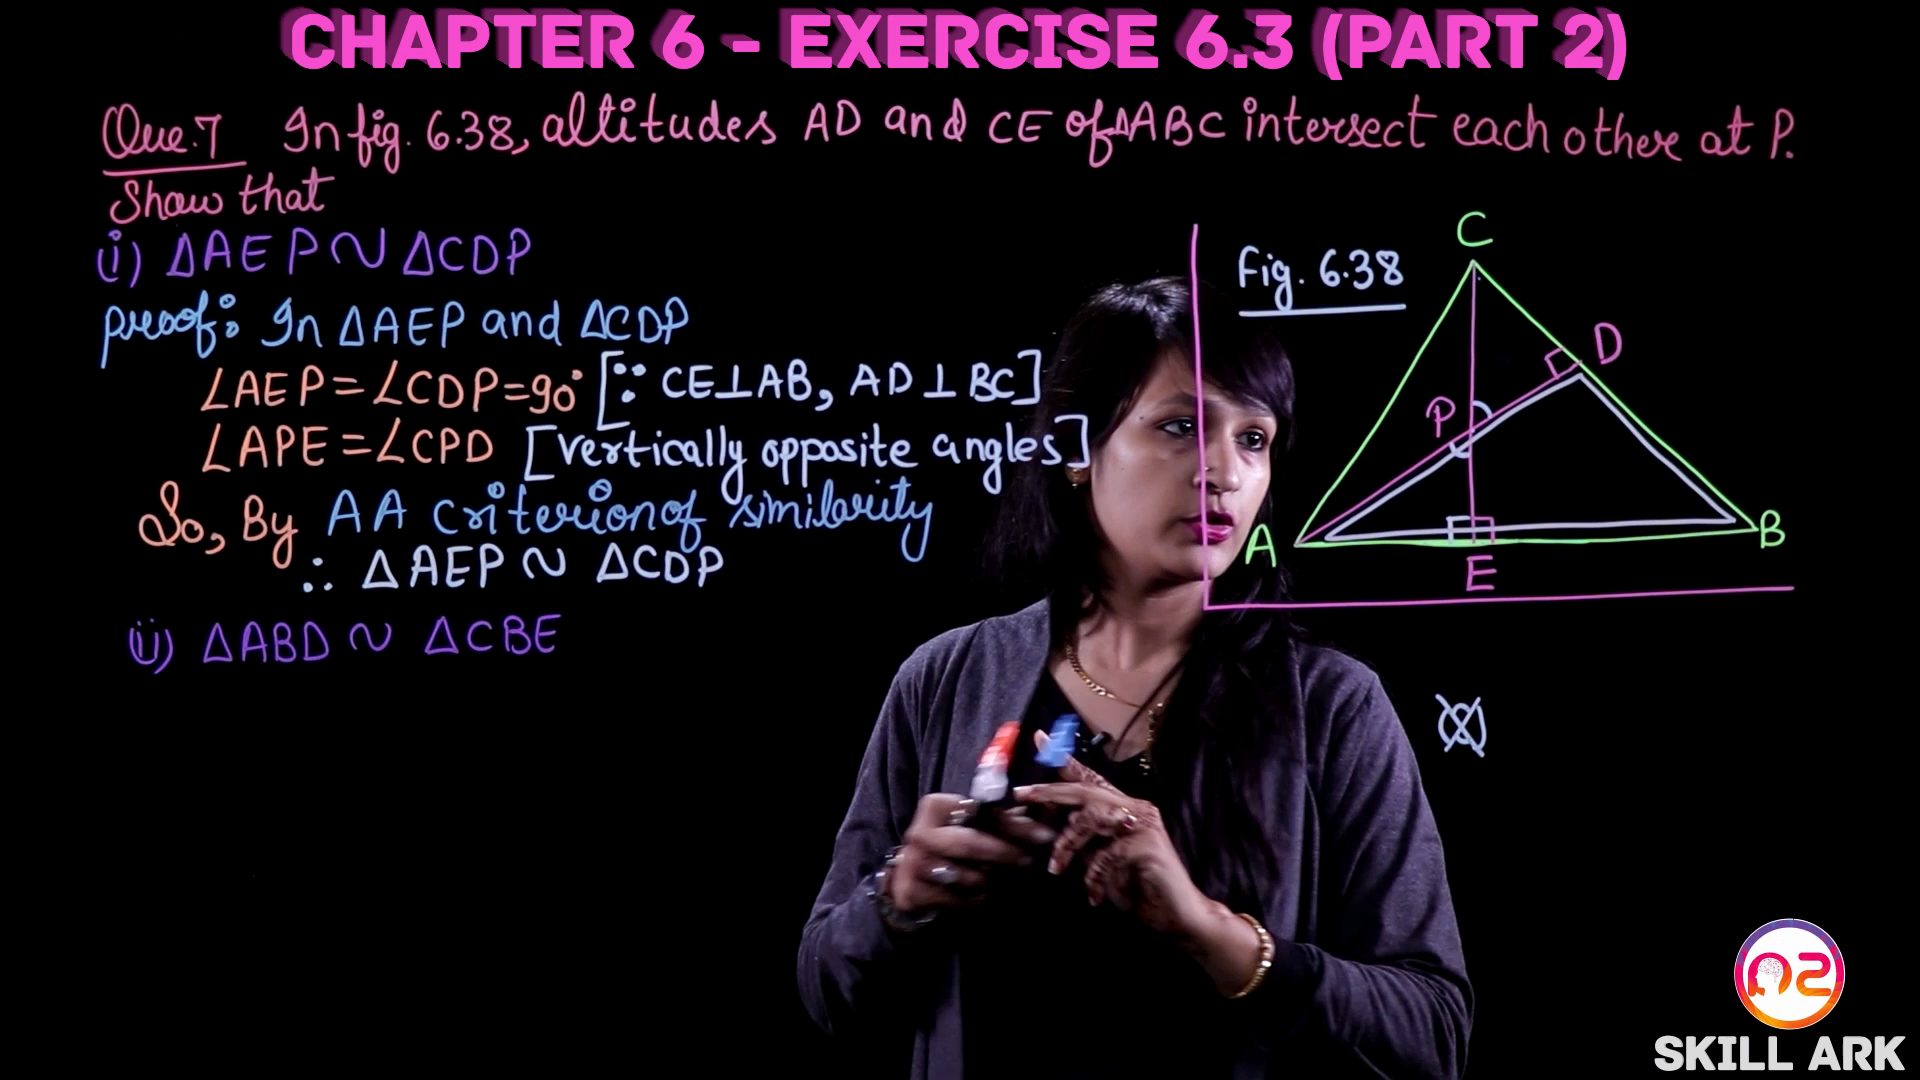 CHAPTER 6 - EXERCISE 6.3 (PART 2)
Que.7 In fig. 6.38, altitudes AD and CE of ΔABC intersect each other at P.
Show that
i) ΔAEP ~ ΔCDP
proof: In ΔAEP and ΔCDP
∠AEP=∠CDP=90° [∵ CE⊥AB, AD⊥BC]
∠APE=∠CPD [vertically opposite angles]
So, By AA criterion of similarity
∴ ΔAEP ~ ΔCDP
ii) ΔABD ~ ΔCBE
Fig. 6.38
C
D
P
A
B
E
SKILL ARK